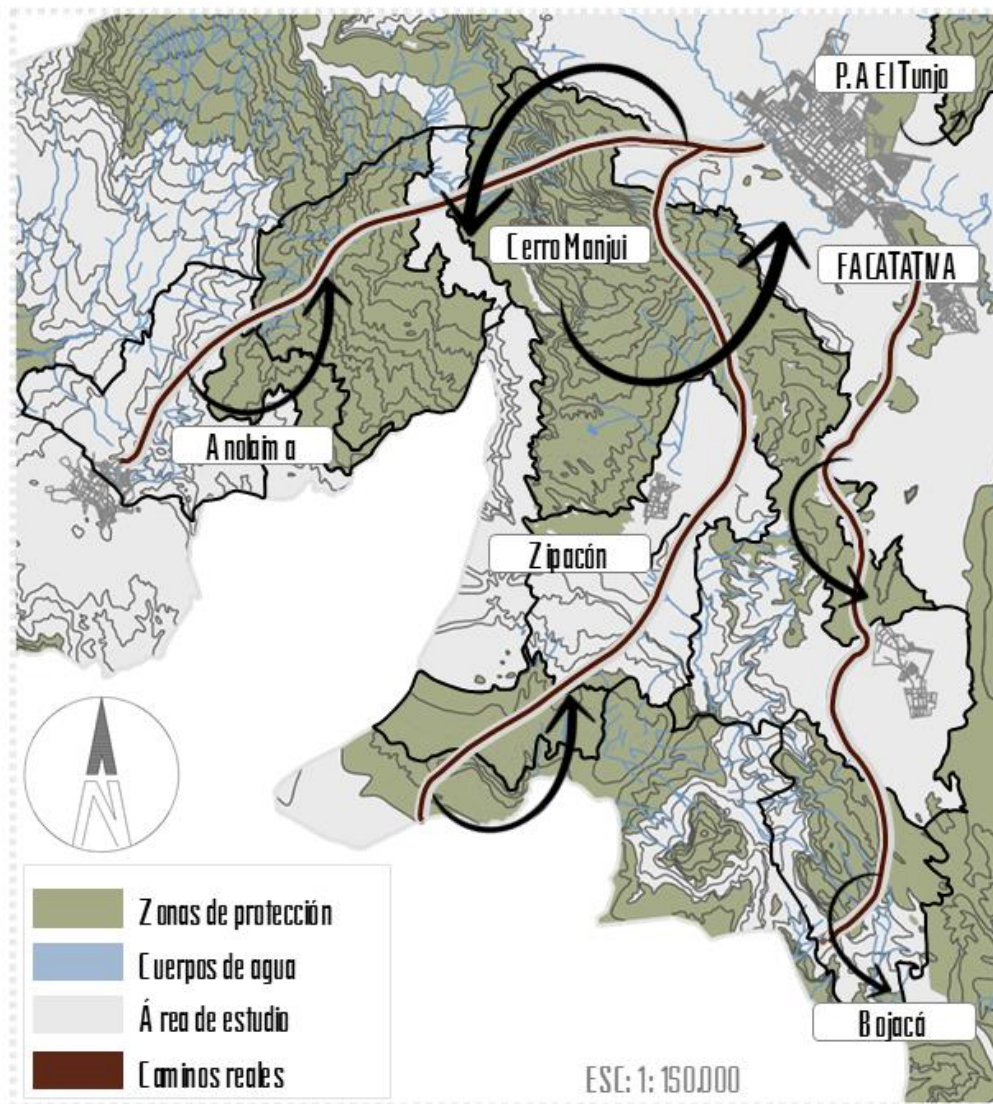 P.A El Tunjo
Cerro Manjui
FACATATIVA
Anolaima
Zipacón
Bojacá
N
Zonas de protección
Cuerpos de agua
Área de estudio
Caminos reales
ESC: 1: 150.000